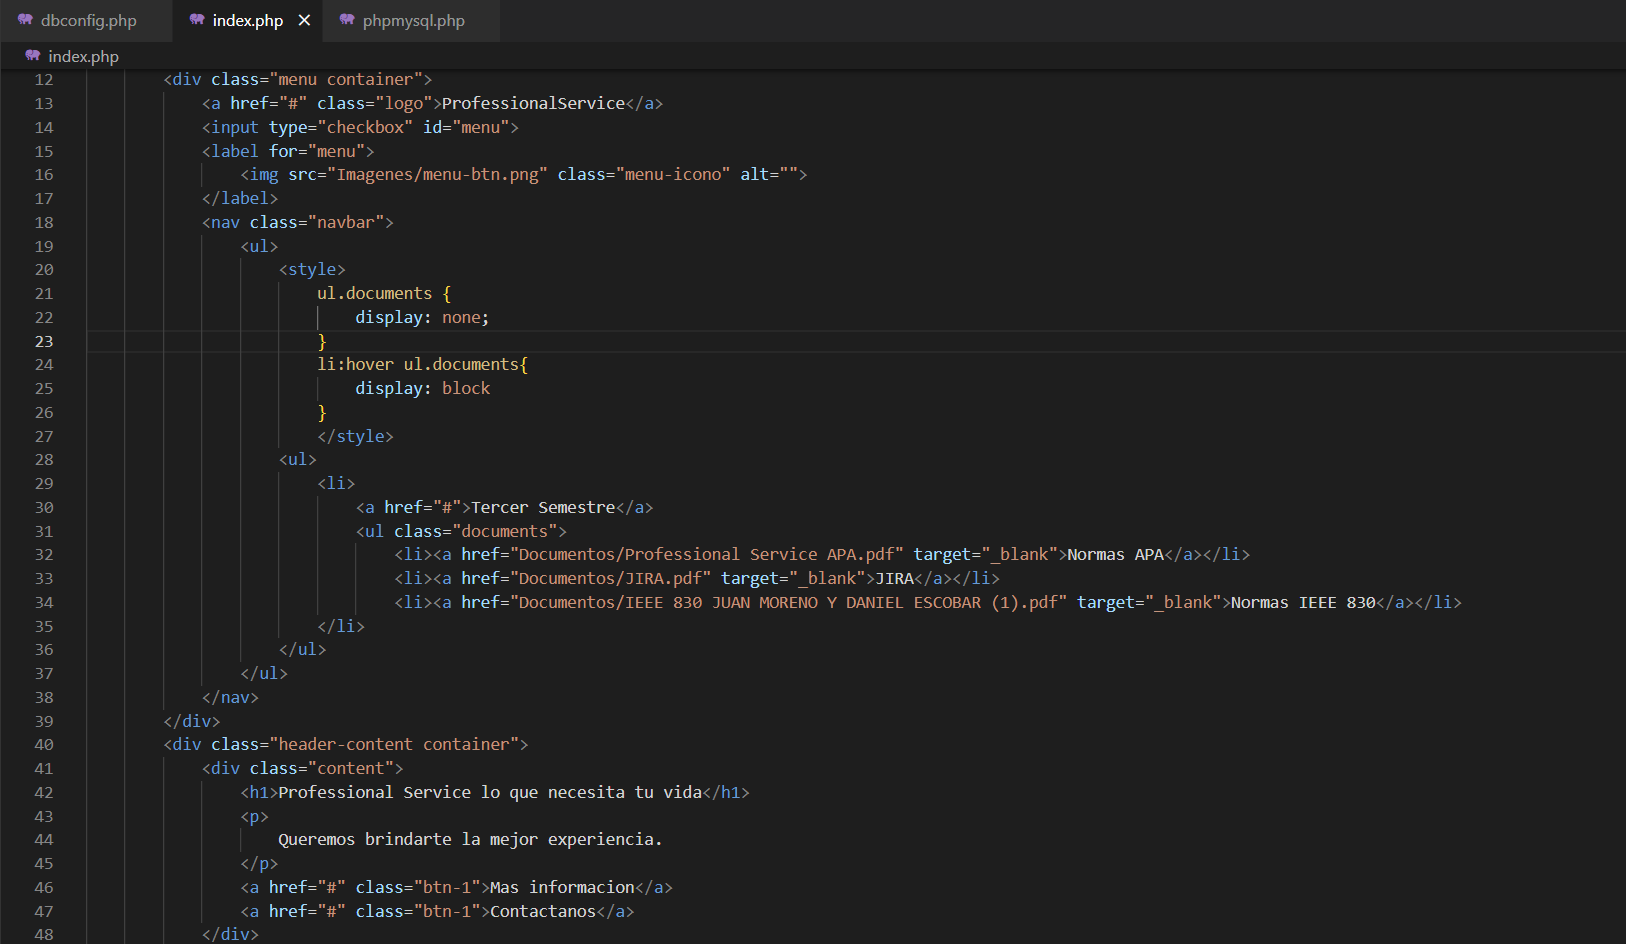 dbconfig.php index.php × phpmysql.php
index.php
12 <div class="menu container">
13 <a href="#" class="logo">ProfessionalService</a>
14 <input type="checkbox" id="menu">
15 <label for="menu">
16 <img src="Imagenes/menu-btn.png" class="menu-icono" alt="">
17 </label>
18 <nav class="navbar">
19 <ul>
20 <style>
21 ul.documents {
22 display: none;
23 }
24 li:hover ul.documents{
25 display: block
26 }
27 </style>
28 <ul>
29 <li>
30 <a href="#">Tercer Semestre</a>
31 <ul class="documents">
32 <li><a href="Documentos/Professional Service APA.pdf" target="_blank">Normas APA</a></li>
33 <li><a href="Documentos/JIRA.pdf" target="_blank">JIRA</a></li>
34 <li><a href="Documentos/IEEE 830 JUAN MORENO Y DANIEL ESCOBAR (1).pdf" target="_blank">Normas IEEE 830</a></li>
35 </li>
36 </ul>
37 </ul>
38 </nav>
39 </div>
40 <div class="header-content container">
41 <div class="content">
42 <h1>Professional Service lo que necesita tu vida</h1>
43 <p>
44 Queremos brindarte la mejor experiencia.
45 </p>
46 <a href="#" class="btn-1">Mas informacion</a>
47 <a href="#" class="btn-1">Contactanos</a>
48 </div>